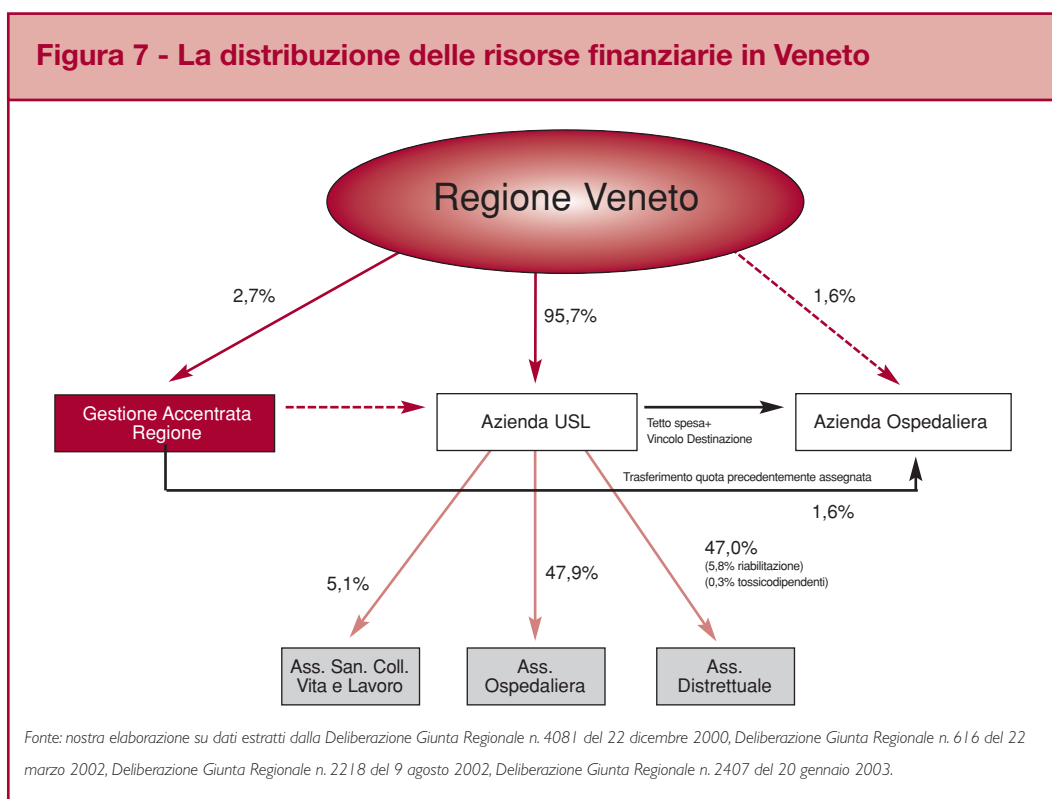 Figura 7 - La distribuzione delle risorse finanziarie in Veneto
Regione Veneto
2,7%
95,7%
1,6%
Gestione Accentrata
Regione
Azienda USL
Tetto spesa+
Vincolo Destinazione
Azienda Ospedaliera
Trasferimento quota precedentemente assegnata
1,6%
5,1%
47,9%
47,0%
(5,8% riabilitazione)
(0,3% tossicodipendenti)
Ass. San. Coll.
Vita e Lavoro
Ass.
Ospedaliera
Ass.
Distrettuale
Fonte: nostra elaborazione su dati estratti dalla Deliberazione Giunta Regionale n. 4081 del 22 dicembre 2000, Deliberazione Giunta Regionale n. 616 del 22
marzo 2002, Deliberazione Giunta Regionale n. 2218 del 9 agosto 2002, Deliberazione Giunta Regionale n. 2407 del 20 gennaio 2003.